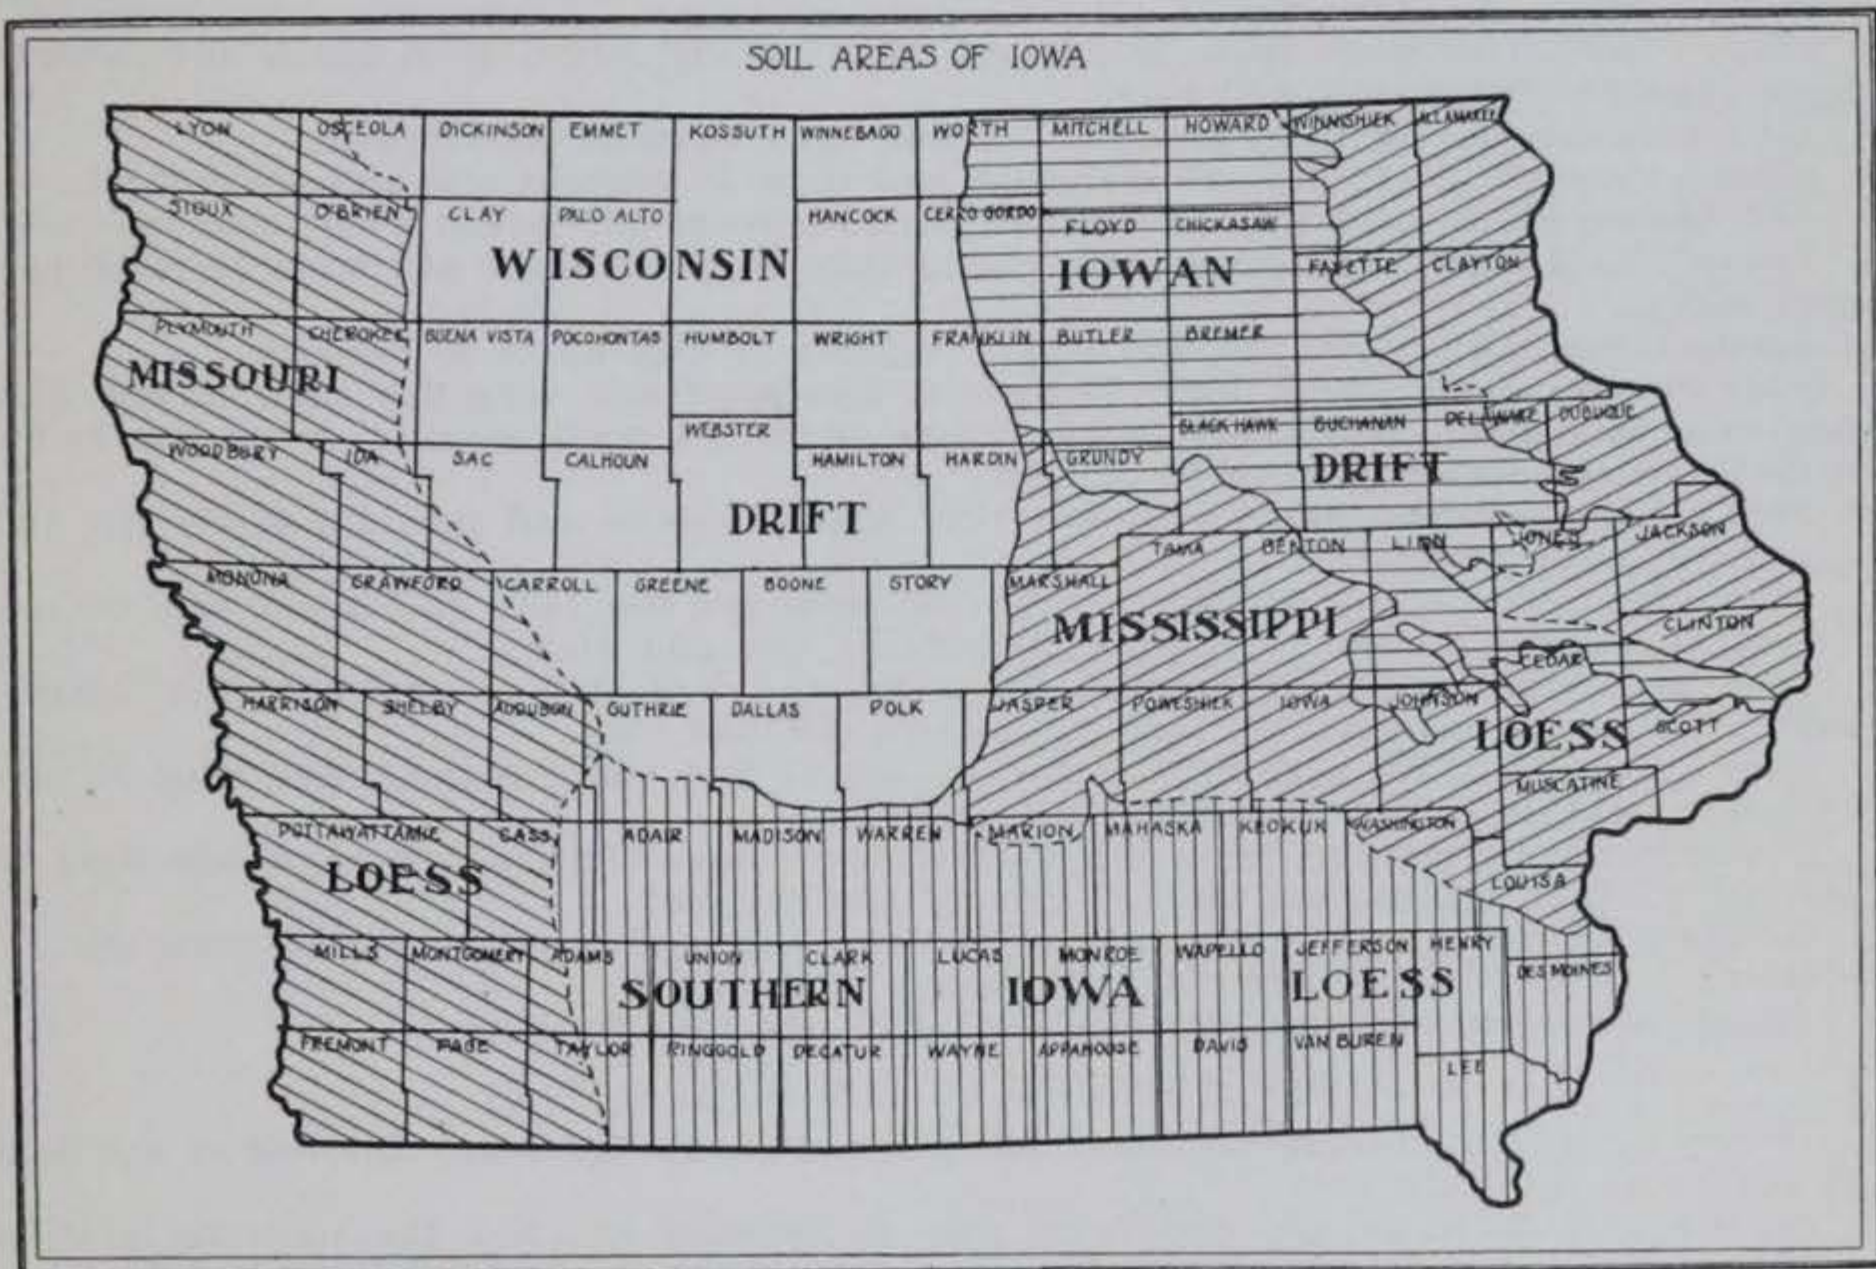 SOIL AREAS OF IOWA
LYON OSCEOLA DICKINSON EMMET KOSSUTH WINNEBAGO WORTH MITCHELL HOWARD WINNISHIEK ALLAMAKEE
SIOUX O'BRIEN CLAY PALO ALTO HANCOCK CERRO GORDO FLOYD CHICKASAW
WISCONSIN IOWAN FAYETTE CLAYTON
PLYMOUTH CHEROKEE BUENA VISTA POCOHONTAS HUMBOLT WRIGHT FRANKLIN BUTLER BREMER
MISSOURI
WEBSTER BLACK HAWK BUCHANAN DELAWARE DUBUQUE
WOODBURY IDA SAC CALHOUN HAMILTON HARDIN GRUNDY DRIFT
DRIFT TAMA BENTON LINN JONES JACKSON
MONONA CRAWFORD CARROLL GREENE BOONE STORY MARSHALL
MISSISSIPPI CLINTON
CEDAR
HARRISON SHELBY AUDUBON GUTHRIE DALLAS POLK JASPER POWESHIEK IOWA JOHNSON
LOESS SCOTT
MUSCATINE
POTTAWATTAMIE CASS ADAIR MADISON WARREN MARION MAHASKA KEOKUK WASHINGTON
LOESS LOUISA
MILLS MONTGOMERY ADAMS UNION CLARK LUCAS MONROE WAPELLO JEFFERSON HENRY
SOUTHERN IOWA LOESS DES MOINES
FREMONT PAGE TAYLOR RINGGOLD DECATUR WAYNE APPANOOSE DAVIS VAN BUREN
LEE